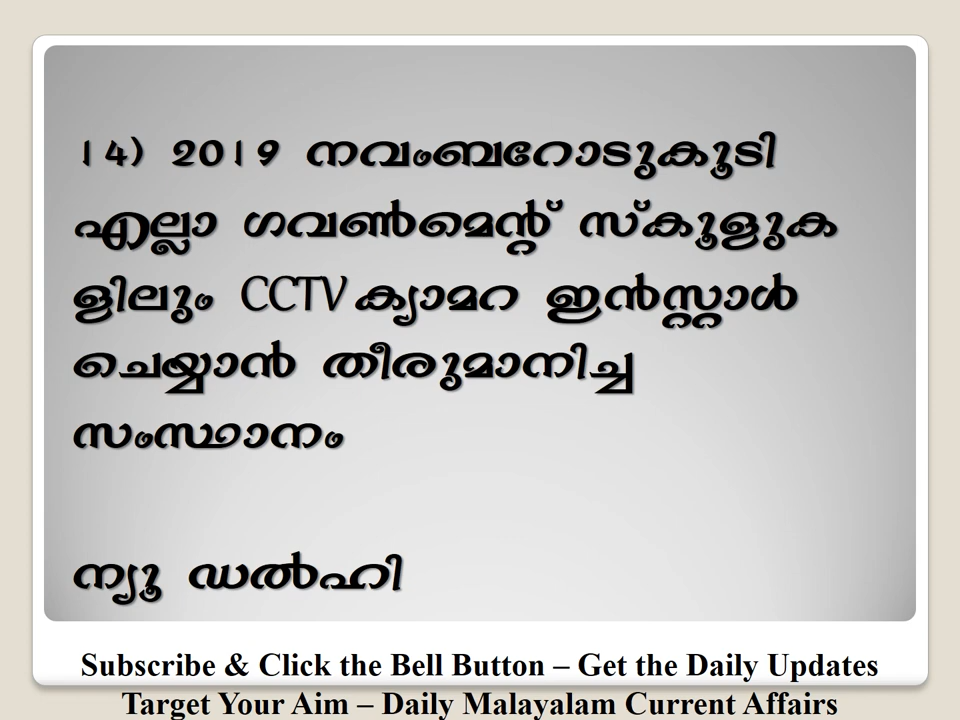 14) 2019 നവംബറോടുകൂടി
എല്ലാ ഗവൺമെന്റ് സ്കൂളുക
ളിലും CCTV ക്യാമറ ഇൻസ്റ്റാൾ
ചെയ്യാൻ തീരുമാനിച്ച
സംസ്ഥാനം
ന്യൂ ഡൽഹി
Subscribe & Click the Bell Button – Get the Daily Updates
Target Your Aim – Daily Malayalam Current Affairs